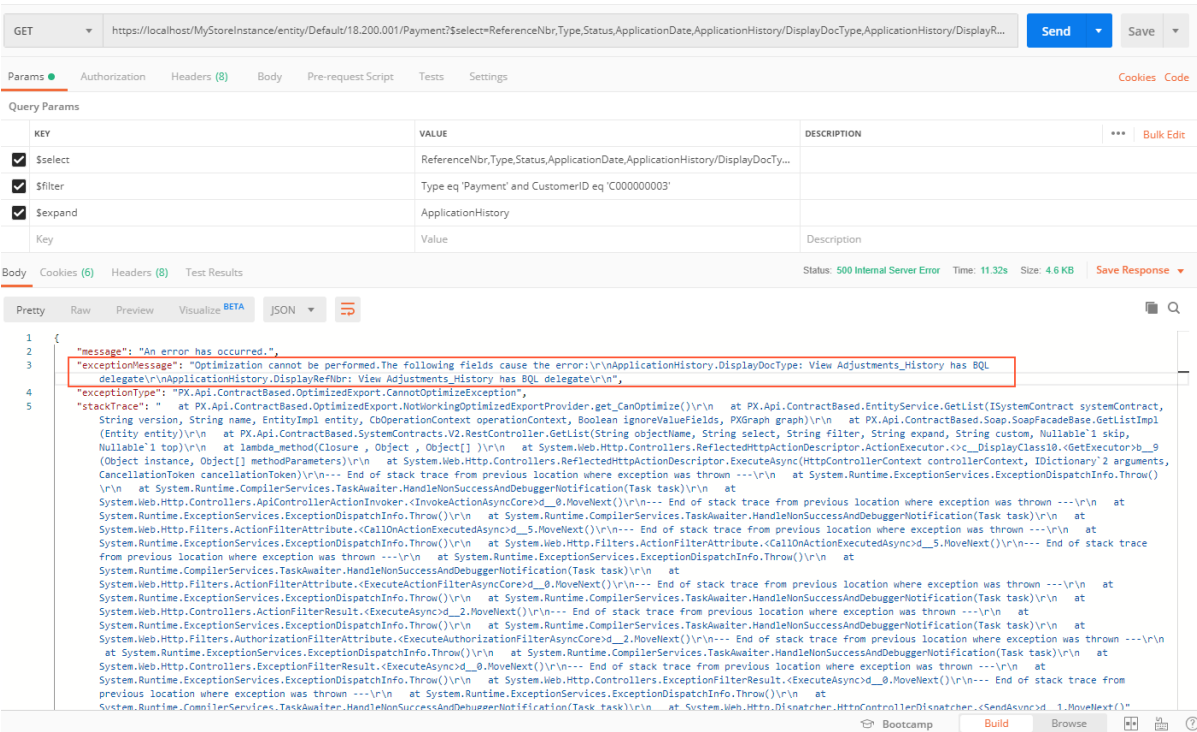 GET https://localhost/MyStoreInstance/entity/Default/18.200.001/Payment?$select=ReferenceNbr,Type,Status,ApplicationDate,ApplicationHistory/DisplayDocType,ApplicationHistory/DisplayR... Send Save
Params Authorization Headers (8) Body Pre-request Script Tests Settings Cookies Code
Query Params
KEY VALUE DESCRIPTION ••• Bulk Edit
$select ReferenceNbr,Type,Status,ApplicationDate,ApplicationHistory/DisplayDocTy...
$filter Type eq 'Payment' and CustomerID eq 'C000000003'
$expand ApplicationHistory
Key Value Description
Body Cookies (6) Headers (8) Test Results Status: 500 Internal Server Error Time: 11.32s Size: 4.6 KB Save Response
Pretty Raw Preview Visualize BETA JSON
1 {
2 "message": "An error has occurred.",
3 "exceptionMessage": "Optimization cannot be performed.The following fields cause the error:\r\nApplicationHistory.DisplayDocType: View Adjustments_History has BQL
delegate\r\nApplicationHistory.DisplayRefNbr: View Adjustments_History has BQL delegate\r\n",
4 "exceptionType": "PX.Api.ContractBased.OptimizedExport.CannotOptimizeException",
5 "stackTrace": " at PX.Api.ContractBased.OptimizedExport.NotWorkingOptimizedExportProvider.get_CanOptimize()\r\n at PX.Api.ContractBased.EntityService.GetList(ISystemContract systemContract,
String version, String name, EntityImpl entity, CbOperationContext operationContext, Boolean ignoreValueFields, PXGraph graph)\r\n at PX.Api.ContractBased.Soap.SoapFacadeBase.GetListImpl
(Entity entity)\r\n at PX.Api.ContractBased.SystemContracts.V2.RestController.GetList(String objectName, String select, String filter, String expand, String custom, Nullable`1 skip,
Nullable`1 top)\r\n at lambda_method(Closure , Object , Object[] )\r\n at System.Web.Http.Controllers.ReflectedHttpActionDescriptor.ActionExecutor.<>c__DisplayClass10.<GetExecutor>b__9
(Object instance, Object[] methodParameters)\r\n at System.Web.Http.Controllers.ReflectedHttpActionDescriptor.ExecuteAsync(HttpControllerContext controllerContext, IDictionary`2 arguments,
CancellationToken cancellationToken)\r\n--- End of stack trace from previous location where exception was thrown ---\r\n at System.Runtime.ExceptionServices.ExceptionDispatchInfo.Throw()
\r\n at System.Runtime.CompilerServices.TaskAwaiter.HandleNonSuccessAndDebuggerNotification(Task task)\r\n at
System.Web.Http.Controllers.ApiControllerActionInvoker.<InvokeActionAsyncCore>d__0.MoveNext()\r\n--- End of stack trace from previous location where exception was thrown ---\r\n at
System.Runtime.ExceptionServices.ExceptionDispatchInfo.Throw()\r\n at System.Runtime.CompilerServices.TaskAwaiter.HandleNonSuccessAndDebuggerNotification(Task task)\r\n at
System.Web.Http.Filters.ActionFilterAttribute.<CallOnActionExecutedAsync>d__5.MoveNext()\r\n--- End of stack trace from previous location where exception was thrown ---\r\n at
System.Runtime.ExceptionServices.ExceptionDispatchInfo.Throw()\r\n at System.Web.Http.Filters.ActionFilterAttribute.<CallOnActionExecutedAsync>d__5.MoveNext()\r\n--- End of stack trace
from previous location where exception was thrown ---\r\n at System.Runtime.ExceptionServices.ExceptionDispatchInfo.Throw()\r\n at
System.Runtime.CompilerServices.TaskAwaiter.HandleNonSuccessAndDebuggerNotification(Task task)\r\n at
System.Web.Http.Filters.ActionFilterAttribute.<ExecuteActionFilterAsyncCore>d__0.MoveNext()\r\n--- End of stack trace from previous location where exception was thrown ---\r\n at
System.Runtime.ExceptionServices.ExceptionDispatchInfo.Throw()\r\n at System.Runtime.CompilerServices.TaskAwaiter.HandleNonSuccessAndDebuggerNotification(Task task)\r\n at
System.Web.Http.Controllers.ActionFilterResult.<ExecuteAsync>d__2.MoveNext()\r\n--- End of stack trace from previous location where exception was thrown ---\r\n at
System.Runtime.ExceptionServices.ExceptionDispatchInfo.Throw()\r\n at System.Runtime.CompilerServices.TaskAwaiter.HandleNonSuccessAndDebuggerNotification(Task task)\r\n at
System.Web.Http.Filters.AuthorizationFilterAttribute.<ExecuteAuthorizationFilterAsyncCore>d__2.MoveNext()\r\n--- End of stack trace from previous location where exception was thrown ---\r\n
at System.Runtime.ExceptionServices.ExceptionDispatchInfo.Throw()\r\n at System.Runtime.CompilerServices.TaskAwaiter.HandleNonSuccessAndDebuggerNotification(Task task)\r\n at
System.Web.Http.Controllers.ExceptionFilterResult.<ExecuteAsync>d__0.MoveNext()\r\n--- End of stack trace from previous location where exception was thrown ---\r\n at
System.Runtime.ExceptionServices.ExceptionDispatchInfo.Throw()\r\n at System.Web.Http.Controllers.ExceptionFilterResult.<ExecuteAsync>d__0.MoveNext()\r\n--- End of stack trace from
previous location where exception was thrown ---\r\n at System.Runtime.ExceptionServices.ExceptionDispatchInfo.Throw()\r\n at
System.Runtime.CompilerServices.TaskAwaiter.HandleNonSuccessAndDebuggerNotification(Task task)\r\n at System.Web.Http.Dispatcher.HttpControllerDispatcher.<SendAsync>d__1.MoveNext()"
Bootcamp Build Browse